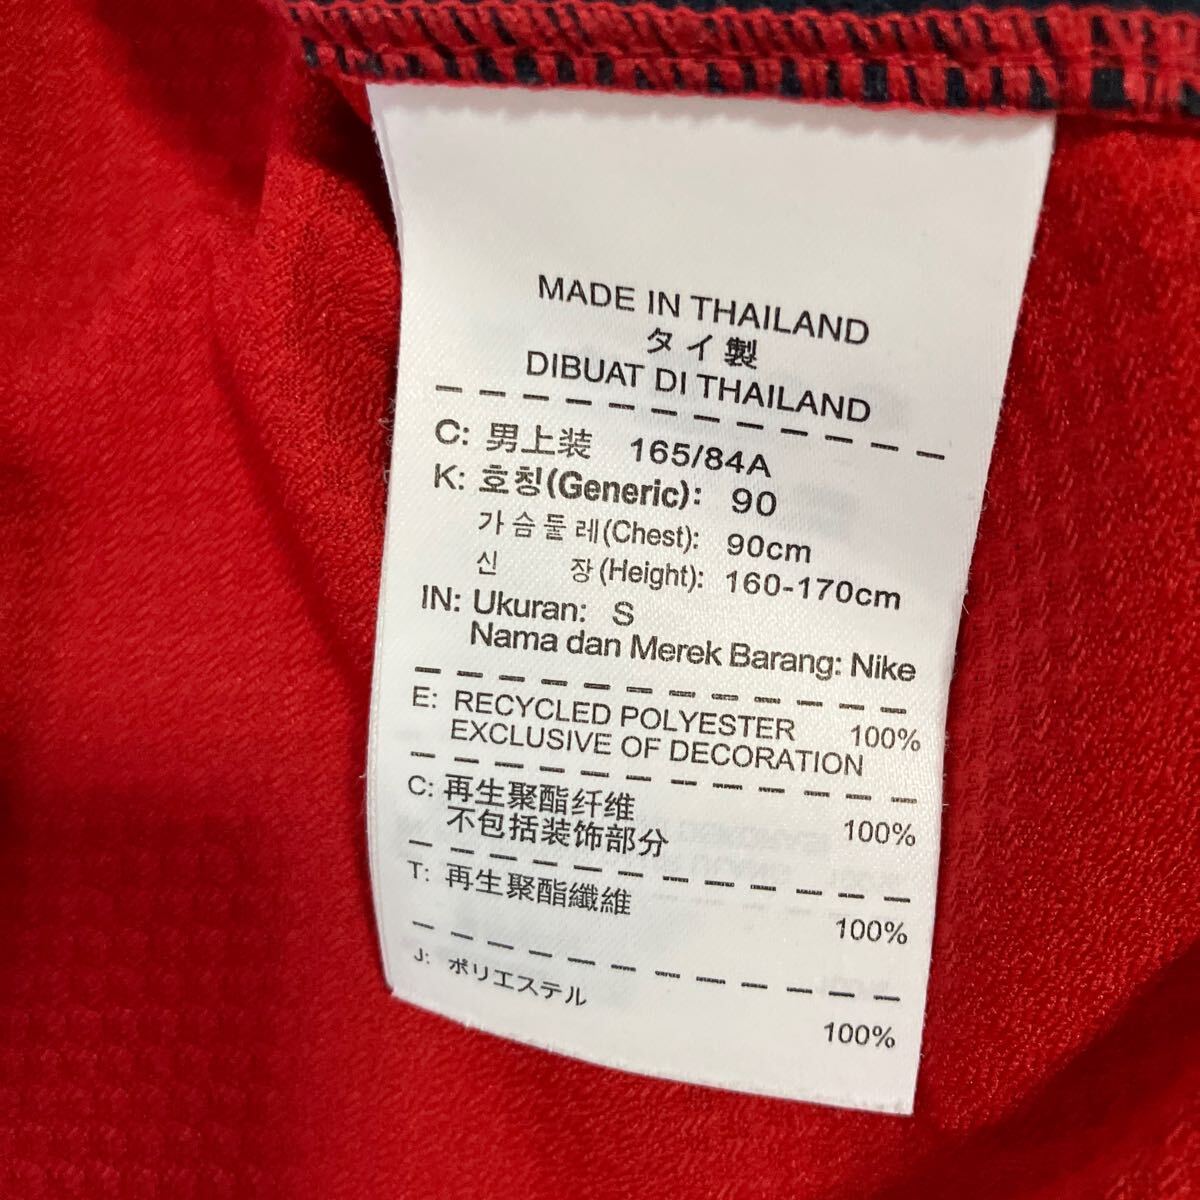 MADE IN THAILAND
タイ製
DIBUAT DI THAILAND
C: 男上装 165/84A
K: 호칭(Generic): 90
가슴둘레(Chest): 90cm
신 장(Height): 160-170cm
IN: Ukuran: S
Nama dan Merek Barang: Nike
E: RECYCLED POLYESTER 100%
EXCLUSIVE OF DECORATION
C: 再生聚酯纤维 100%
不包括装饰部分
T: 再生聚酯纖維 100%
J: ポリエステル 100%